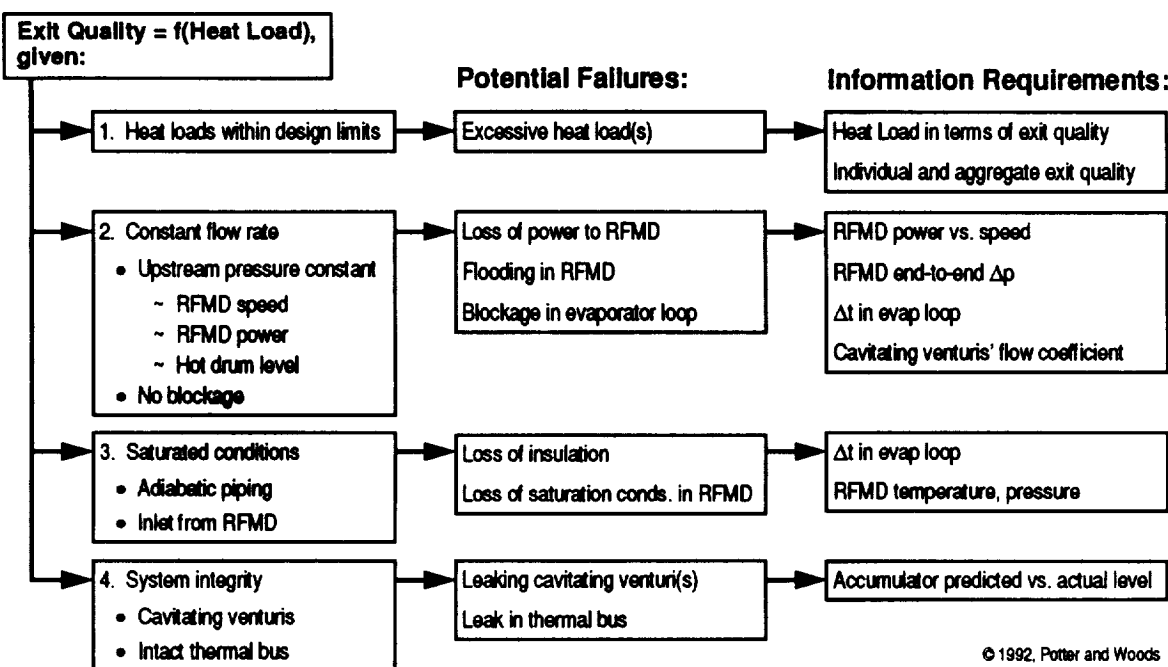 Exit Quality = f(Heat Load),
given:
Potential Failures:
Information Requirements:
1. Heat loads within design limits
Excessive heat load(s)
Heat Load in terms of exit quality
Individual and aggregate exit quality
2. Constant flow rate
• Upstream pressure constant
~ RFMD speed
~ RFMD power
~ Hot drum level
• No blockage
Loss of power to RFMD
Flooding in RFMD
Blockage in evaporator loop
RFMD power vs. speed
RFMD end-to-end Δp
Δt in evap loop
Cavitating venturis' flow coefficient
3. Saturated conditions
• Adiabatic piping
• Inlet from RFMD
Loss of insulation
Loss of saturation conds. in RFMD
Δt in evap loop
RFMD temperature, pressure
4. System integrity
• Cavitating venturis
• Intact thermal bus
Leaking cavitating venturi(s)
Leak in thermal bus
Accumulator predicted vs. actual level
© 1992, Potter and Woods